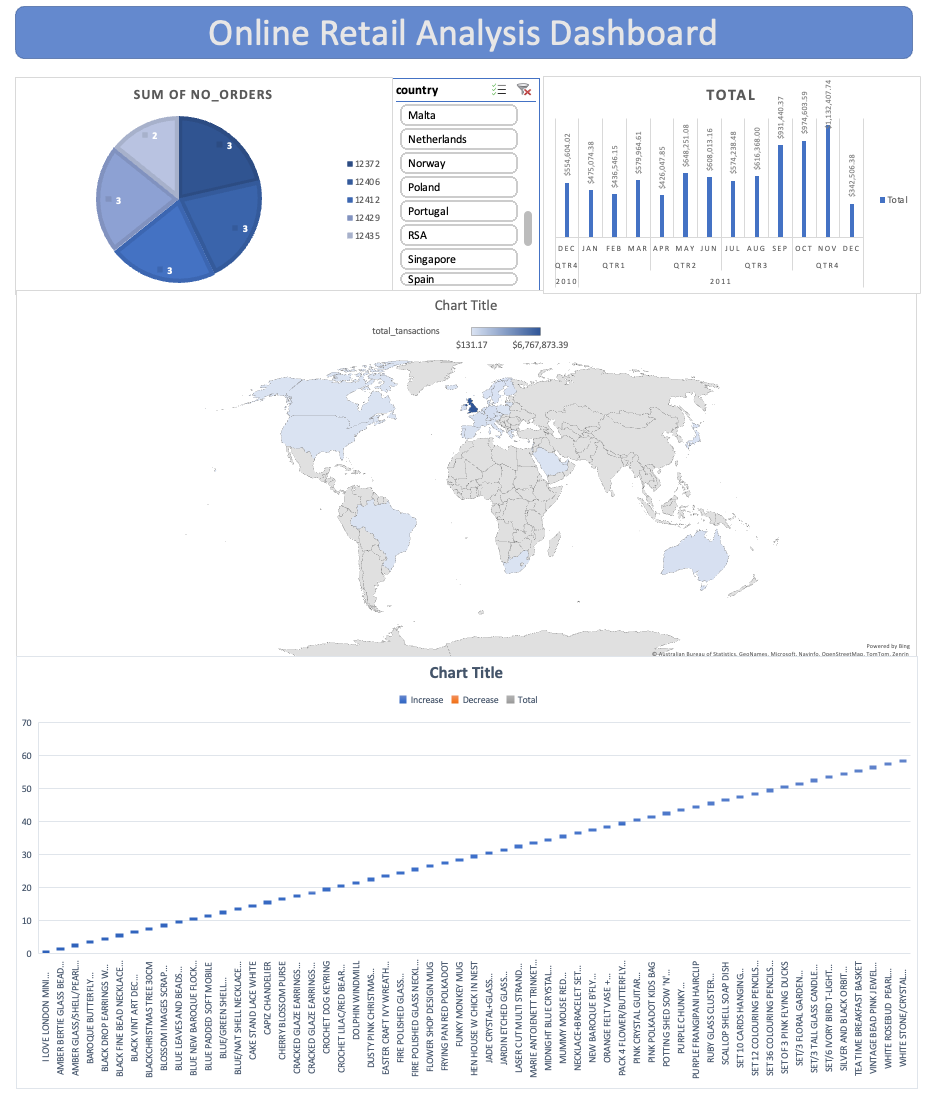 Online Retail Analysis Dashboard
SUM OF NO_ORDERS
2
3
3
3
3
12372
12406
12412
12429
12435
country
Malta
Netherlands
Norway
Poland
Portugal
RSA
Singapore
Spain
TOTAL
$554,604.02
$475,074.38
$436,546.15
$579,964.61
$426,047.85
$648,251.08
$608,013.16
$574,238.48
$616,368.00
$931,440.37
$974,603.59
$1,132,407.74
$342,506.38
Total
DEC JAN FEB MAR APR MAY JUN JUL AUG SEP OCT NOV DEC
QTR4 QTR1 QTR2 QTR3 QTR4
2010 2011
Chart Title
total_tansactions
$131.17 $6,767,873.39
Powered by Bing
© Australian Bureau of Statistics, GeoNames, Microsoft, Navinfo, OpenStreetMap, TomTom, Zenrin
Chart Title
Increase Decrease Total
70
60
50
40
30
20
10
0
I LOVE LONDON MINI...
AMBER BERTIE GLASS BEAD...
AMBER GLASS/SHELL/PEARL...
BAROQUE BUTTERFLY...
BLACK DROP EARRINGS W...
BLACK FINE BEAD NECKLACE...
BLACK VINT ART DEC...
BLACKCHRISTMAS TREE 30CM
BLOSSOM IMAGES SCRAP...
BLUE LEAVES AND BEADS...
BLUE NEW BAROQUE FLOCK...
BLUE PADDED SOFT MOBILE
BLUE/GREEN SHELL...
BLUE/NAT SHELL NECKLACE...
CAKE STAND LACE WHITE
CAPIZ CHANDELIER
CHERRY BLOSSOM PURSE
CRACKED GLAZE EARRINGS...
CRACKED GLAZE EARRINGS...
CROCHET DOG KEYRING
CROCHET LILAC/RED BEAR...
DOLPHIN WINDMILL
DUSTY PINK CHRISTMAS...
EASTER CRAFT IVY WREATH...
FIRE POLISHED GLASS...
FIRE POLISHED GLASS NECKL...
FLOWER SHOP DESIGN MUG
FRYING PAN RED POLKADOT
FUNKY MONKEY MUG
HEN HOUSE W CHICK IN NEST
JADE CRYSTAL+GLASS...
JARDIN ETCHED GLASS...
LASER CUT MULTI STRAND...
MARIE ANTOIENETT TRINKET...
MIDNIGHT BLUE CRYSTAL...
MUMMY MOUSE RED...
NECKLACE+BRACELET SET...
NEW BAROQUE B'FLY...
ORANGE FELT VASE +...
PACK 4 FLOWER/BUTTERFLY...
PINK CRYSTAL GUITAR...
PINK POLKADOT KIDS BAG
POTTING SHED SOW 'N'...
PURPLE CHUNKY...
PURPLE FRANGIPANI HAIRCLIP
RUBY GLASS CLUSTER...
SCALLOP SHELL SOAP DISH
SET 10 CARDS HANGING...
SET 12 COLOURING PENCILS...
SET 36 COLOURING PENCILS...
SET OF 3 PINK FLYING DUCKS
SET/3 FLORAL GARDEN...
SET/3 TALL GLASS CANDLE...
SET/6 IVORY BIRD T-LIGHT...
SILVER AND BLACK ORBIT...
TEA TIME BREAKFAST BASKET
VINTAGE BEAD PINK JEWEL...
WHITE ROSEBUD PEARL...
WHITE STONE/CRYSTAL...